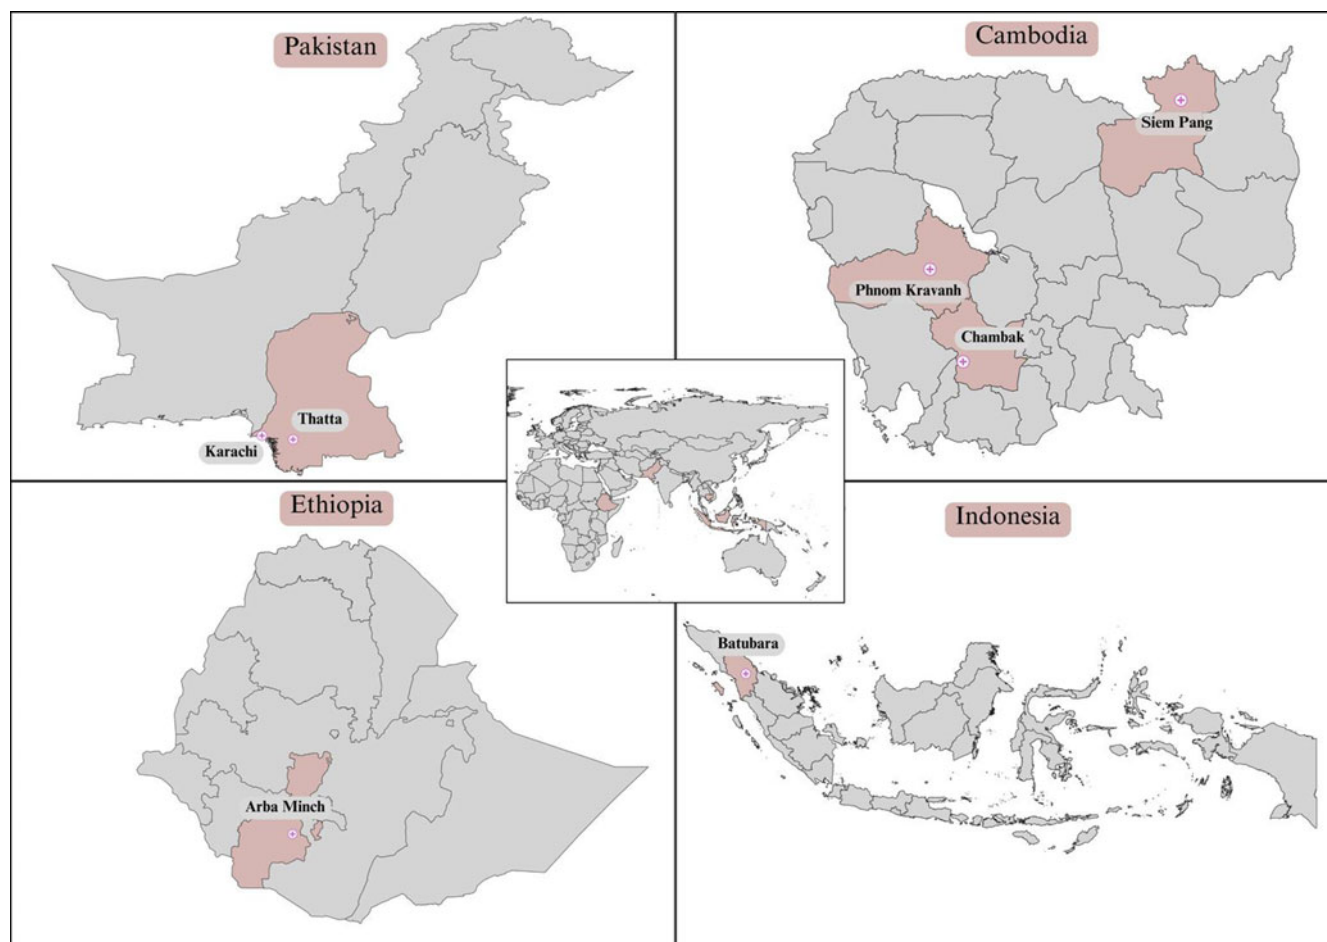 Pakistan
Thatta
Karachi
Cambodia
Siem Pang
Phnom Kravanh
Chambak
Ethiopia
Arba Minch
Indonesia
Batubara